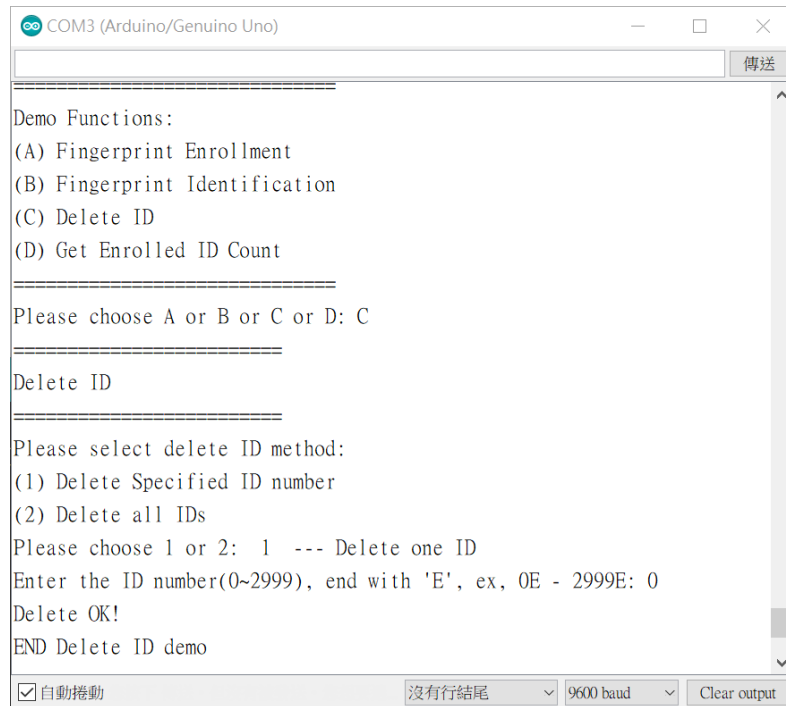 COM3 (Arduino/Genuino Uno)
傳送
==============================
Demo Functions:
(A) Fingerprint Enrollment
(B) Fingerprint Identification
(C) Delete ID
(D) Get Enrolled ID Count
==============================
Please choose A or B or C or D: C
=========================
Delete ID
=========================
Please select delete ID method:
(1) Delete Specified ID number
(2) Delete all IDs
Please choose 1 or 2:  1  --- Delete one ID
Enter the ID number(0~2999), end with 'E', ex, 0E - 2999E: 0
Delete OK!
END Delete ID demo
自動捲動 沒有行結尾 9600 baud Clear output